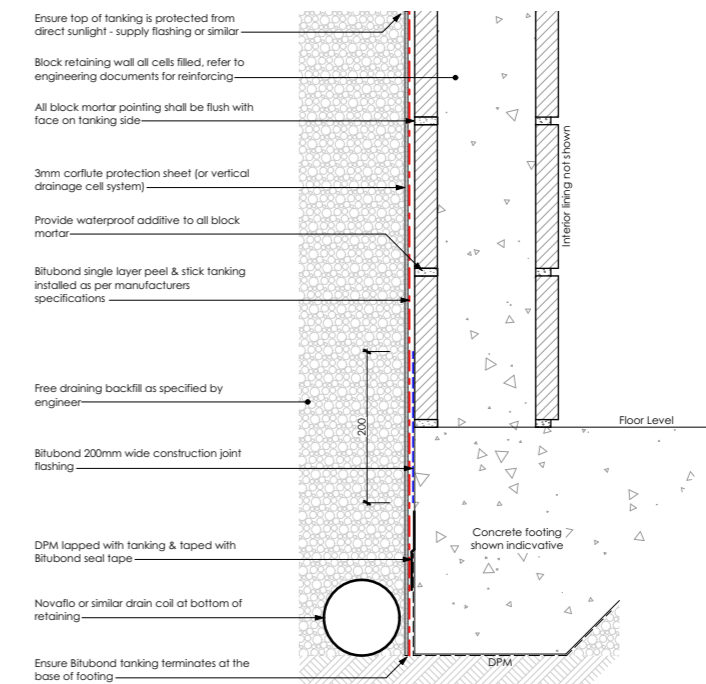 Ensure top of tanking is protected from
direct sunlight - supply flashing or similar
Block retaining wall all cells filled, refer to
engineering documents for reinforcing
All block mortar pointing shall be flush with
face on tanking side
3mm corflute protection sheet (or vertical
drainage cell system)
Provide waterproof additive to all block
mortar
Bitubond single layer peel & stick tanking
installed as per manufacturers
specifications
Free draining backfill as specified by
engineer
Bitubond 200mm wide construction joint
flashing
DPM lapped with tanking & taped with
Bitubond seal tape
Novaflo or similar drain coil at bottom of
retaining
Ensure Bitubond tanking terminates at the
base of footing
200
Interior lining not shown
Floor Level
Concrete footing
shown indicvative
DPM